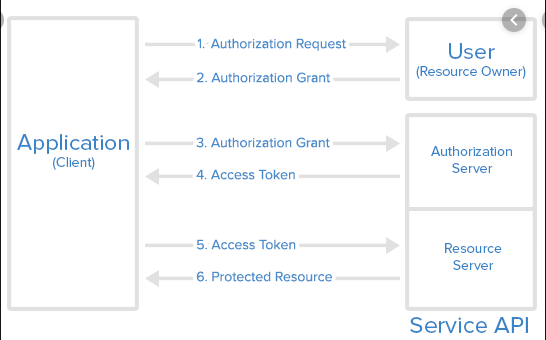 1. Authorization Request
User
(Resource Owner)
2. Authorization Grant
Application
(Client)
3. Authorization Grant
Authorization
Server
4. Access Token
5. Access Token
Resource
Server
6. Protected Resource
Service API